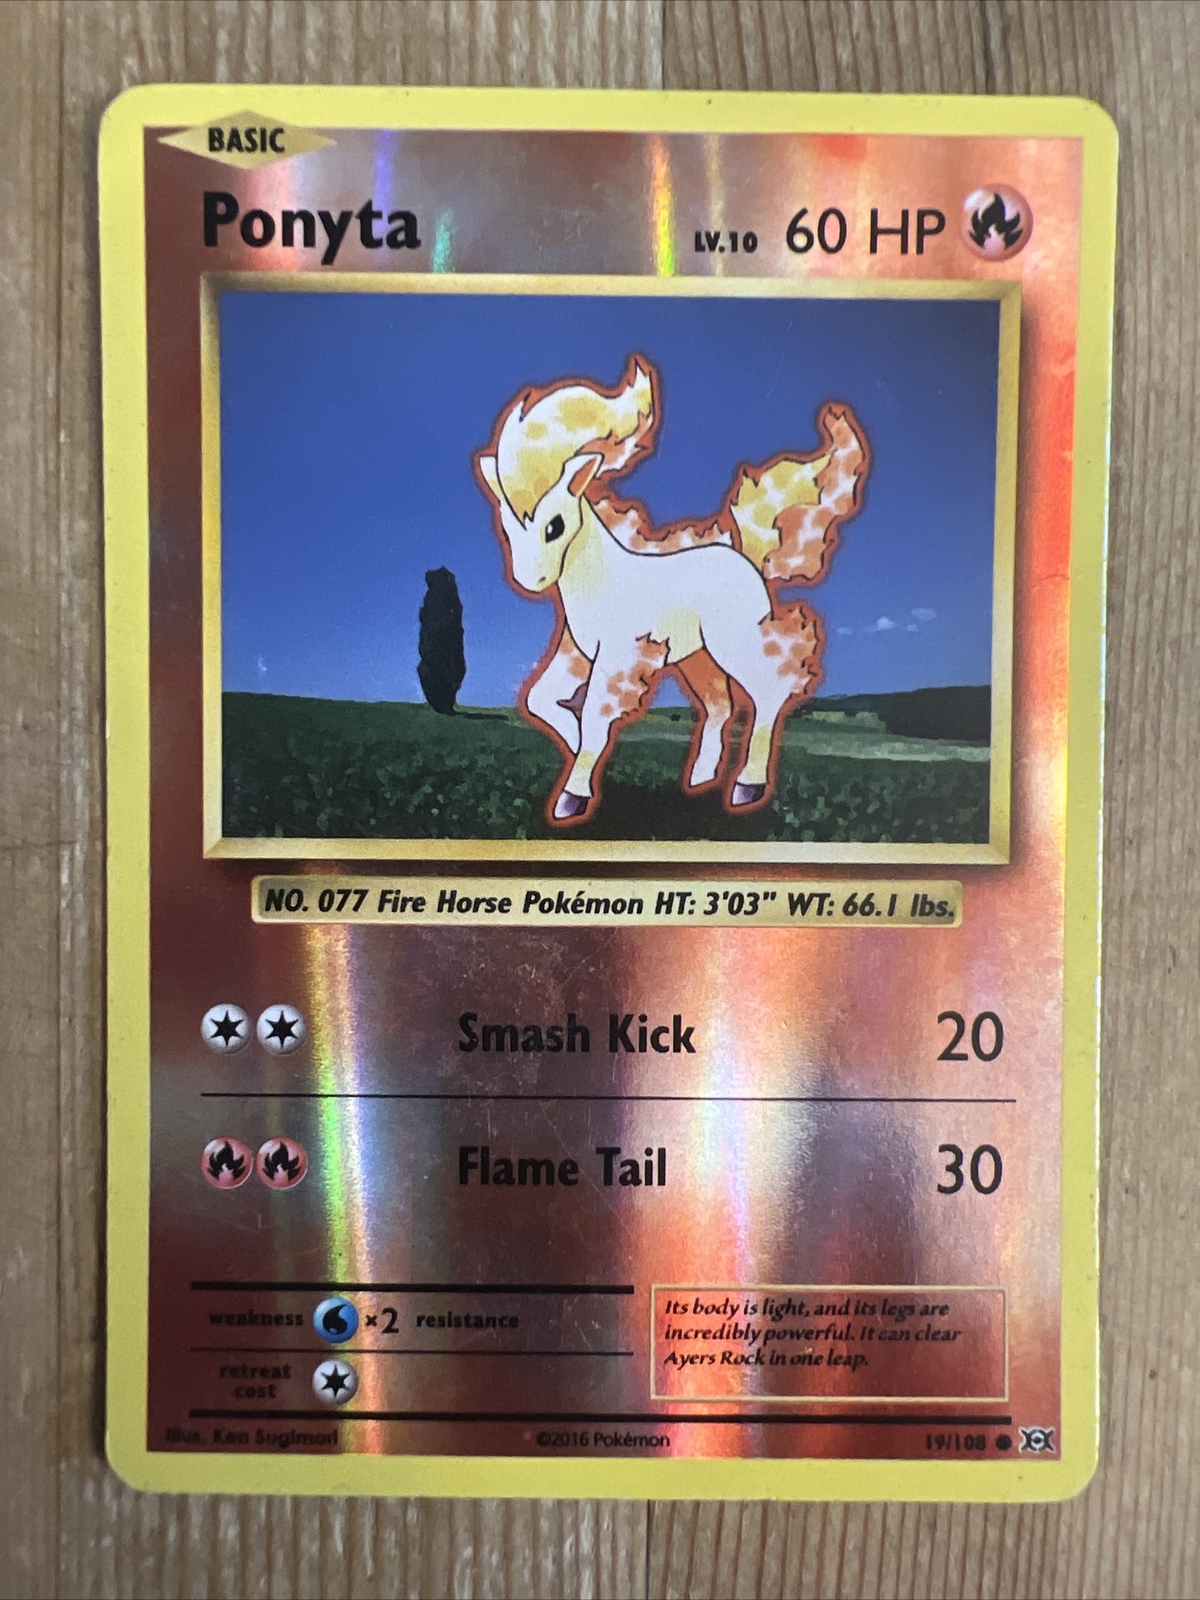 BASIC
Ponyta LV.10 60 HP
NO. 077 Fire Horse Pokémon HT: 3'03" WT: 66.1 lbs.
Smash Kick 20
Flame Tail 30
weakness ×2 resistance
retreat
cost
Its body is light, and its legs are
incredibly powerful. It can clear
Ayers Rock in one leap.
Illus. Ken Sugimori ©2016 Pokémon 19/108